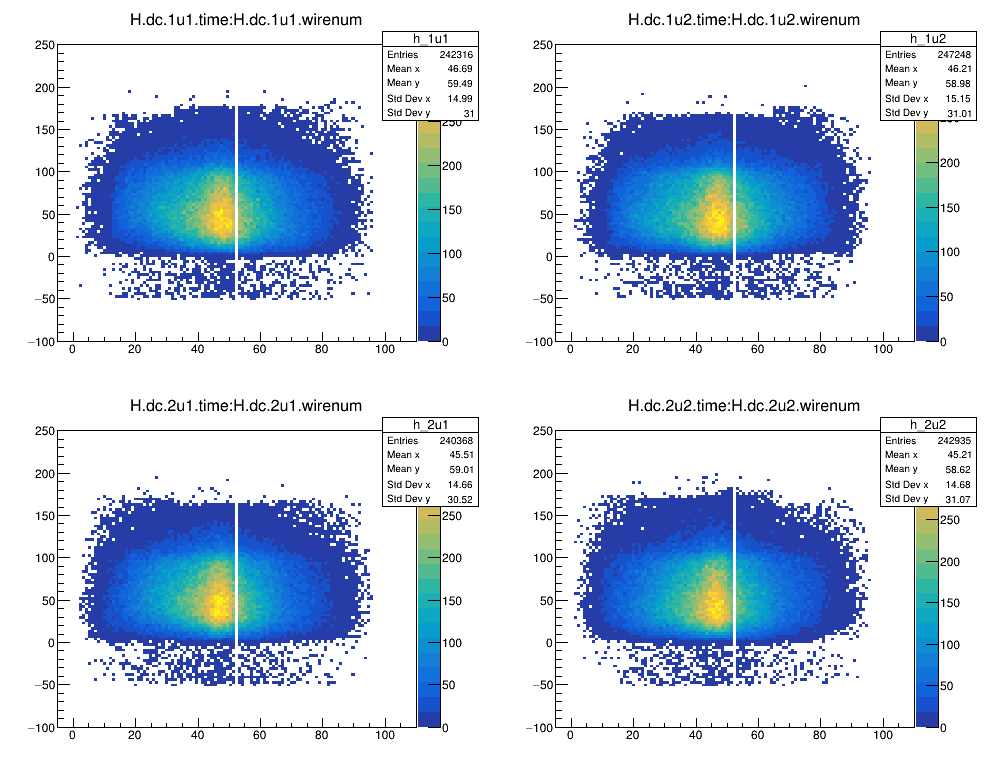 H.dc.1u1.time:H.dc.1u1.wirenum
h_1u1
Entries 242316
Mean x 46.69
Mean y 59.49
Std Dev x 14.99
Std Dev y 31
250
200
150
100
50
0
−50
−100
0 20 40 60 80 100
250
200
150
100
50
0
H.dc.1u2.time:H.dc.1u2.wirenum
h_1u2
Entries 247248
Mean x 46.21
Mean y 58.98
Std Dev x 15.15
Std Dev y 31.01
250
200
150
100
50
0
−50
−100
0 20 40 60 80 100
200
150
100
50
0
H.dc.2u1.time:H.dc.2u1.wirenum
h_2u1
Entries 240368
Mean x 45.51
Mean y 59.01
Std Dev x 14.66
Std Dev y 30.52
250
200
150
100
50
0
−50
−100
0 20 40 60 80 100
250
200
150
100
50
0
H.dc.2u2.time:H.dc.2u2.wirenum
h_2u2
Entries 242935
Mean x 45.21
Mean y 58.62
Std Dev x 14.68
Std Dev y 31.07
250
200
150
100
50
0
−50
−100
0 20 40 60 80 100
250
200
150
100
50
0